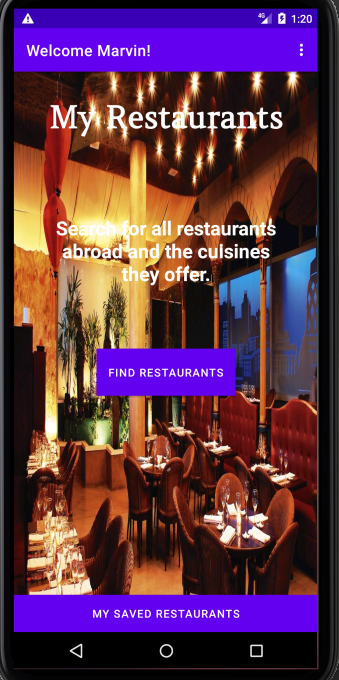 4G 1:20
Welcome Marvin!
My Restaurants
Search for all restaurants
abroad and the cuisines
they offer.
FIND RESTAURANTS
MY SAVED RESTAURANTS